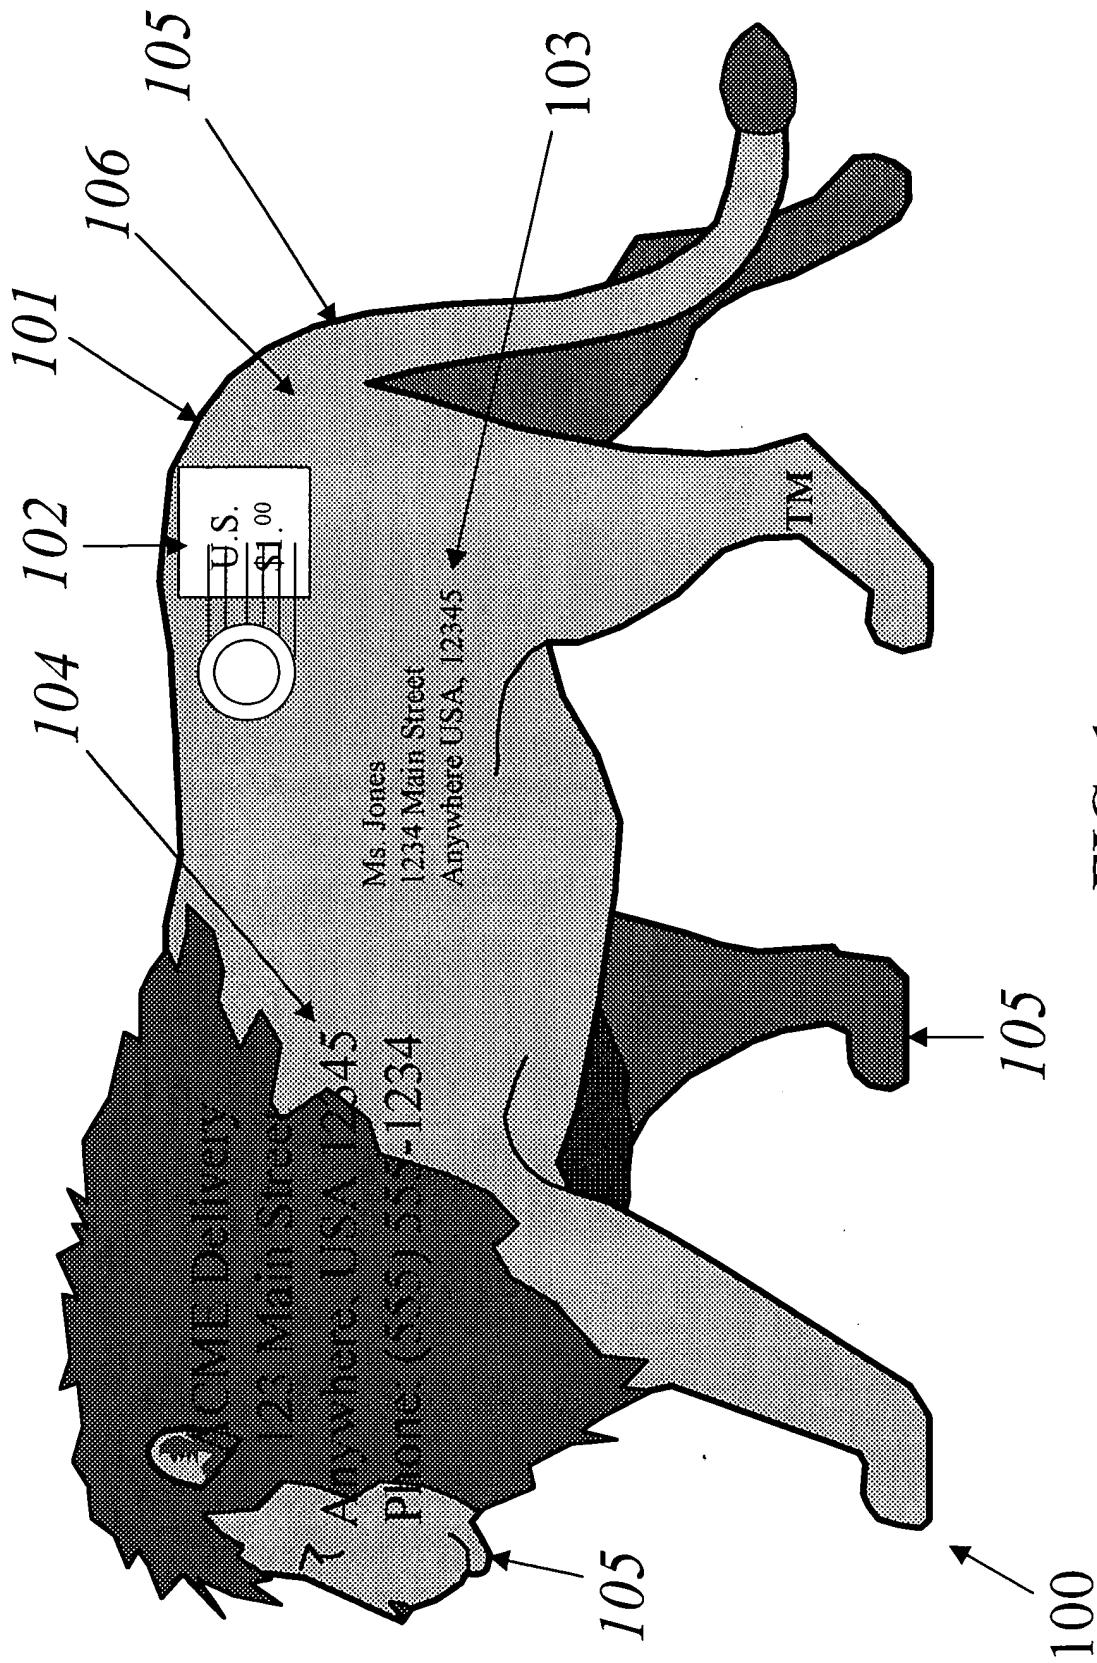 101
102
104
106
105
U.S.
$1.00
ACME Delivery
123 Main Street
Anywhere, USA 12345
Phone: (555) 555-1234
Ms. Jones
1234 Main Street
Anywhere USA, 12345
103
TM
105
105
100